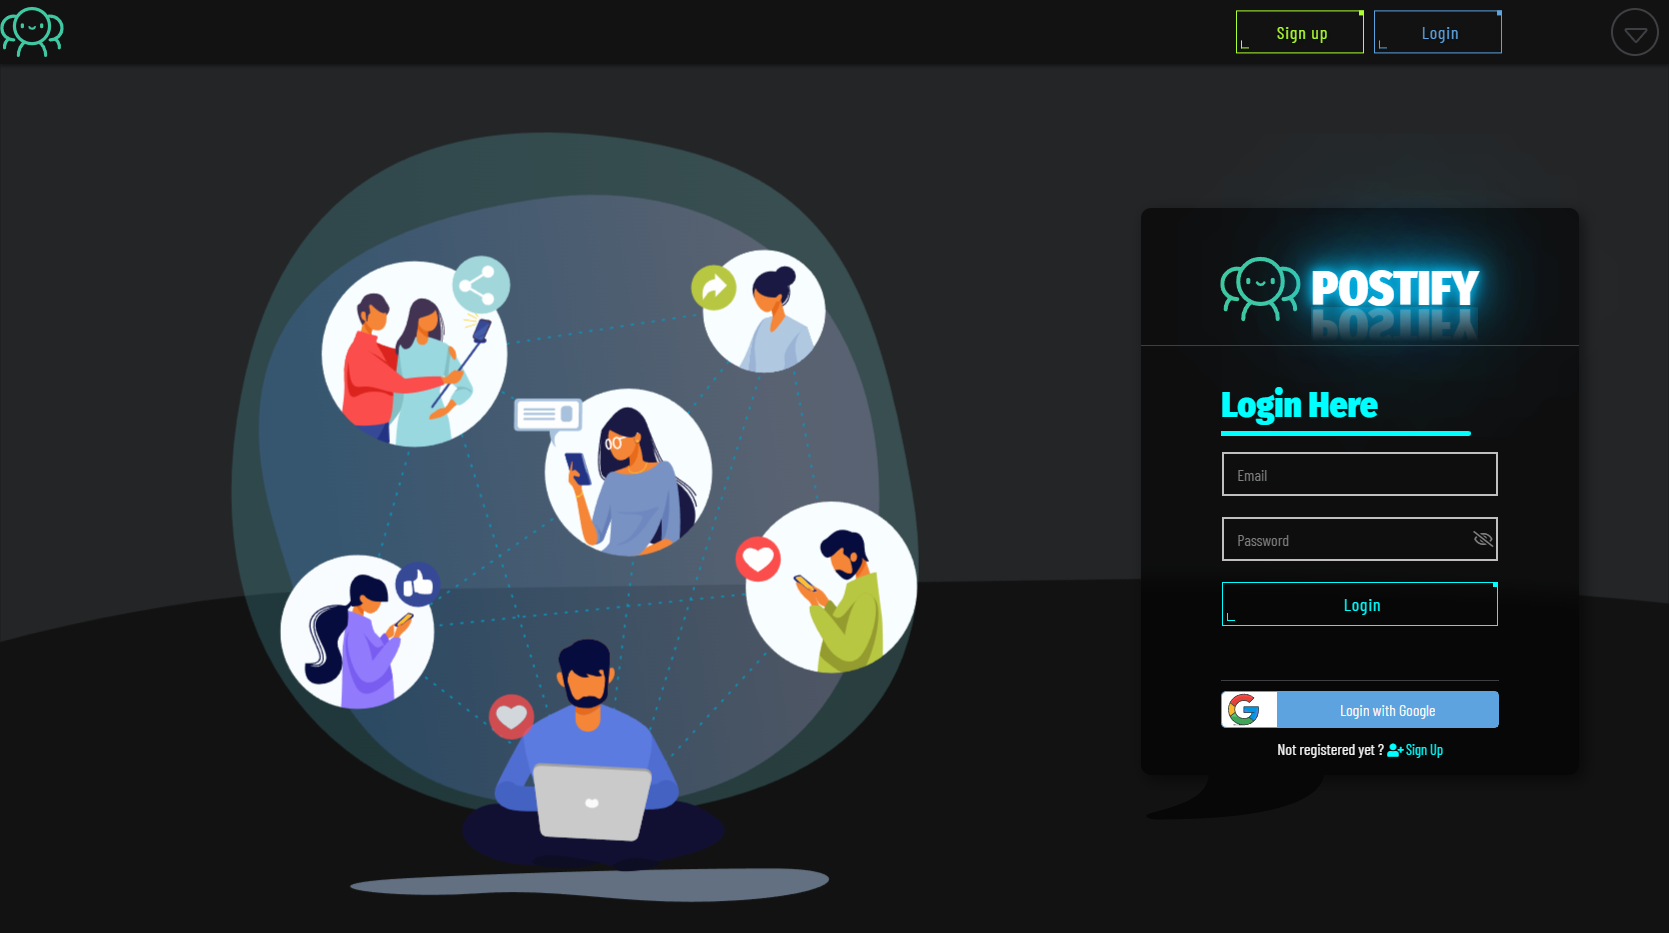 Sign up
Login
POSTIFY
Login Here
Email
Password
Login
Login with Google
Not registered yet ? Sign Up